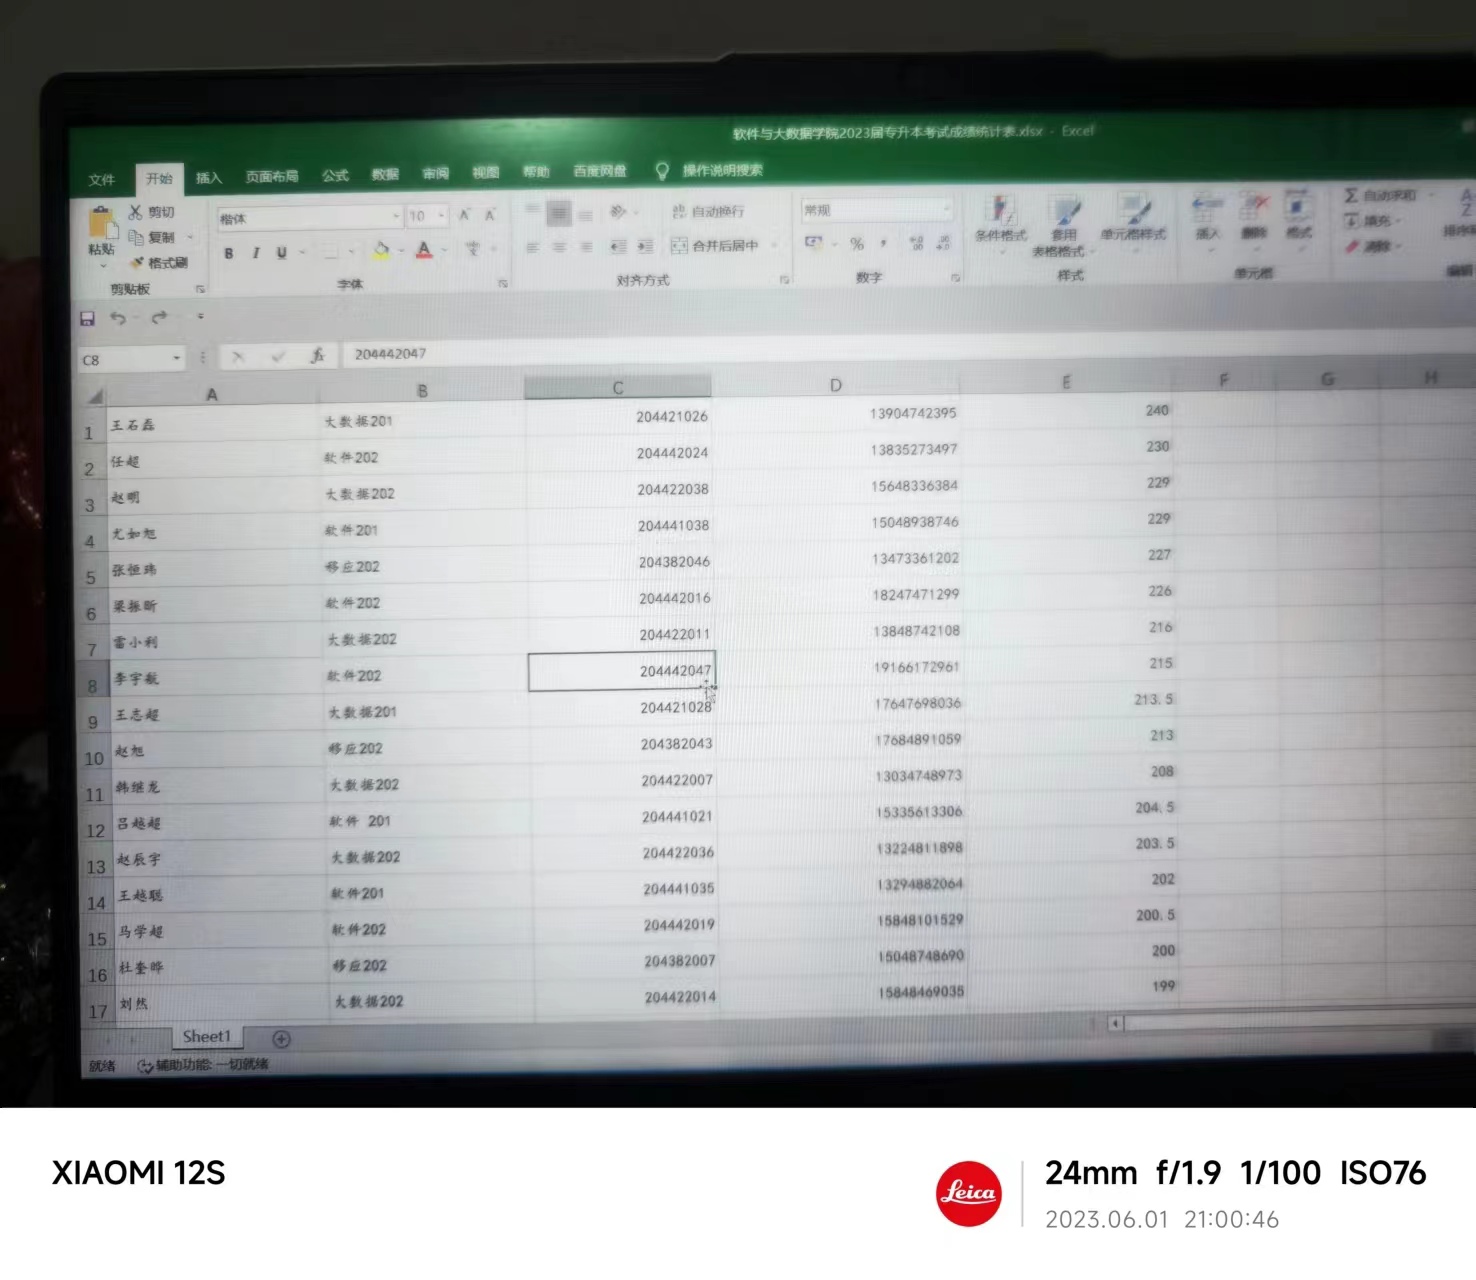 软件与大数据学院2023届专升本考试成绩统计表.xlsx - Excel
文件 开始 插入 页面布局 公式 数据 审阅 视图 帮助 百度网盘 操作说明搜索
粘贴 剪切 复制 格式刷 剪贴板
楷体 10 B I U 字体
自动换行 合并后居中 对齐方式
常规 % 数字
条件格式 套用表格格式 单元格样式 样式
插入 删除 格式 单元格
Σ 自动求和 填充 清除 排序 编辑
C8 fx 204442047
A B C D E F G H
1 王石磊 大数据201 204421026 13904742395 240
2 任超 软件202 204442024 13835273497 230
3 赵明 大数据202 204422038 15648336384 229
4 尤如旭 软件201 204441038 15048938746 229
5 张恒玮 移应202 204382046 13473361202 227
6 梁振昕 软件202 204442016 18247471299 226
7 雷小利 大数据202 204422011 13848742108 216
8 李宇航 软件202 204442047 19166172961 215
9 王志超 大数据201 204421028 17647698036 213.5
10 赵旭 移应202 204382043 17684891059 213
11 韩继龙 大数据202 204422007 13034748973 208
12 吕越超 软件 201 204441021 15335613306 204.5
13 赵辰宇 大数据202 204422036 13224811898 203.5
14 王越聪 软件201 204441035 13294882064 202
15 马学超 软件202 204442019 15848101529 200.5
16 杜奎晔 移应202 204382007 15048748690 200
17 刘然 大数据202 204422014 15848469035 199
Sheet1
就绪 辅助功能: 一切就绪
XIAOMI 12S
Leica
24mm f/1.9 1/100 ISO76
2023.06.01 21:00:46